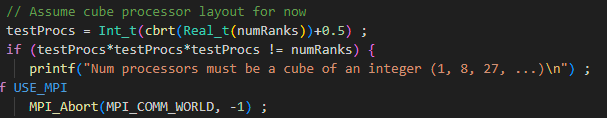 // Assume cube processor layout for now
testProcs = Int_t(cbrt(Real_t(numRanks))+0.5) ;
if (testProcs*testProcs*testProcs != numRanks) {
printf("Num processors must be a cube of an integer (1, 8, 27, ...)\n") ;
f USE_MPI
MPI_Abort(MPI_COMM_WORLD, -1) ;